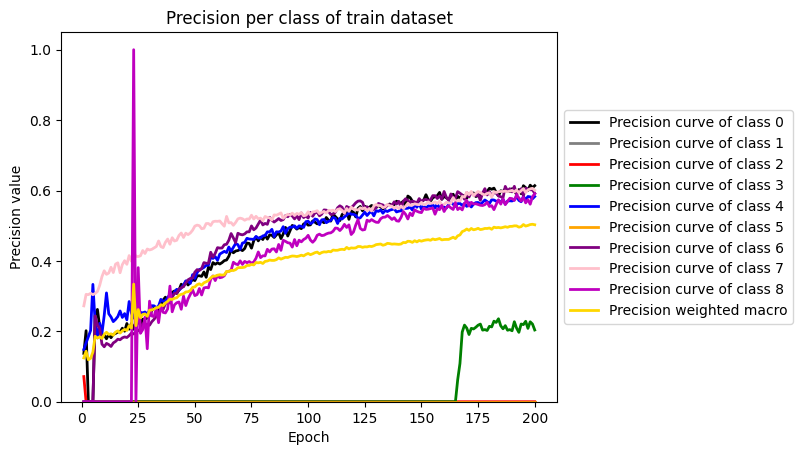 Precision per class of train dataset
Precision value
1.0
0.8
0.6
0.4
0.2
0.0
0
25
50
75
100
125
150
175
200
Epoch
Precision curve of class 0
Precision curve of class 1
Precision curve of class 2
Precision curve of class 3
Precision curve of class 4
Precision curve of class 5
Precision curve of class 6
Precision curve of class 7
Precision curve of class 8
Precision weighted macro